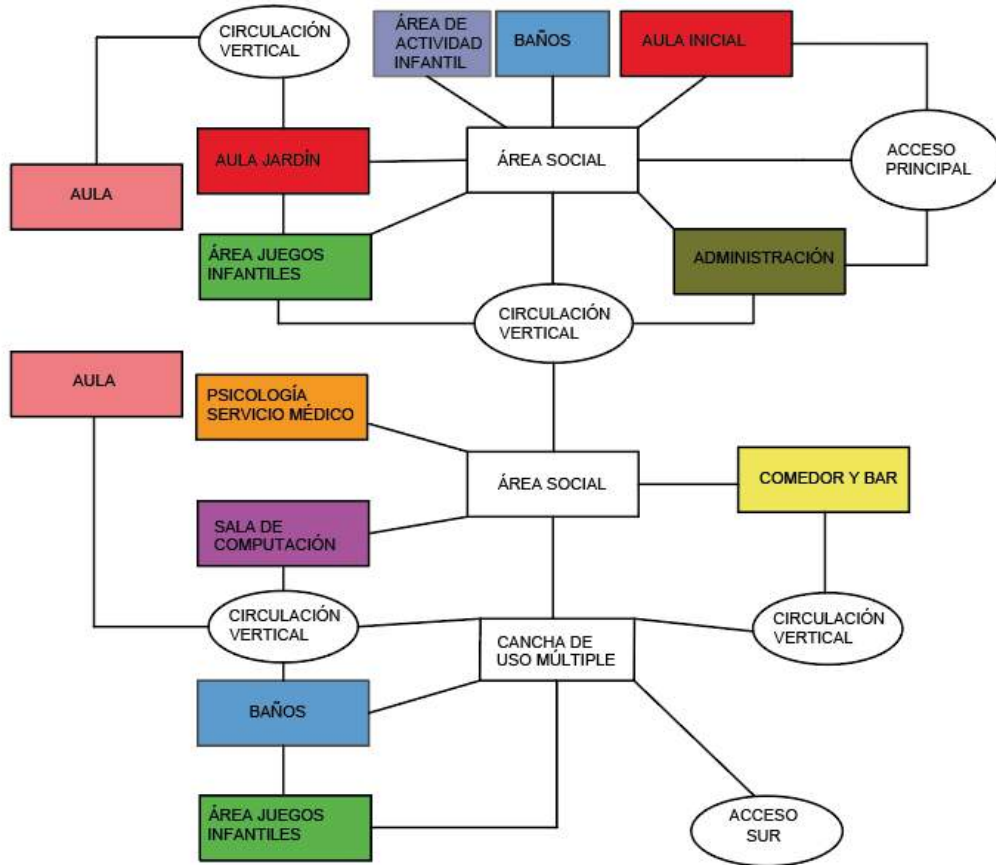 CIRCULACIÓN
VERTICAL
ÁREA DE
ACTIVIDAD
INFANTIL
BAÑOS
AULA INICIAL
AULA JARDÍN
ÁREA SOCIAL
ACCESO
PRINCIPAL
AULA
ÁREA JUEGOS
INFANTILES
ADMINISTRACIÓN
CIRCULACIÓN
VERTICAL
AULA
PSICOLOGÍA
SERVICIO MÉDICO
ÁREA SOCIAL
COMEDOR Y BAR
SALA DE
COMPUTACIÓN
CIRCULACIÓN
VERTICAL
CANCHA DE
USO MÚLTIPLE
CIRCULACIÓN
VERTICAL
BAÑOS
ÁREA JUEGOS
INFANTILES
ACCESO
SUR